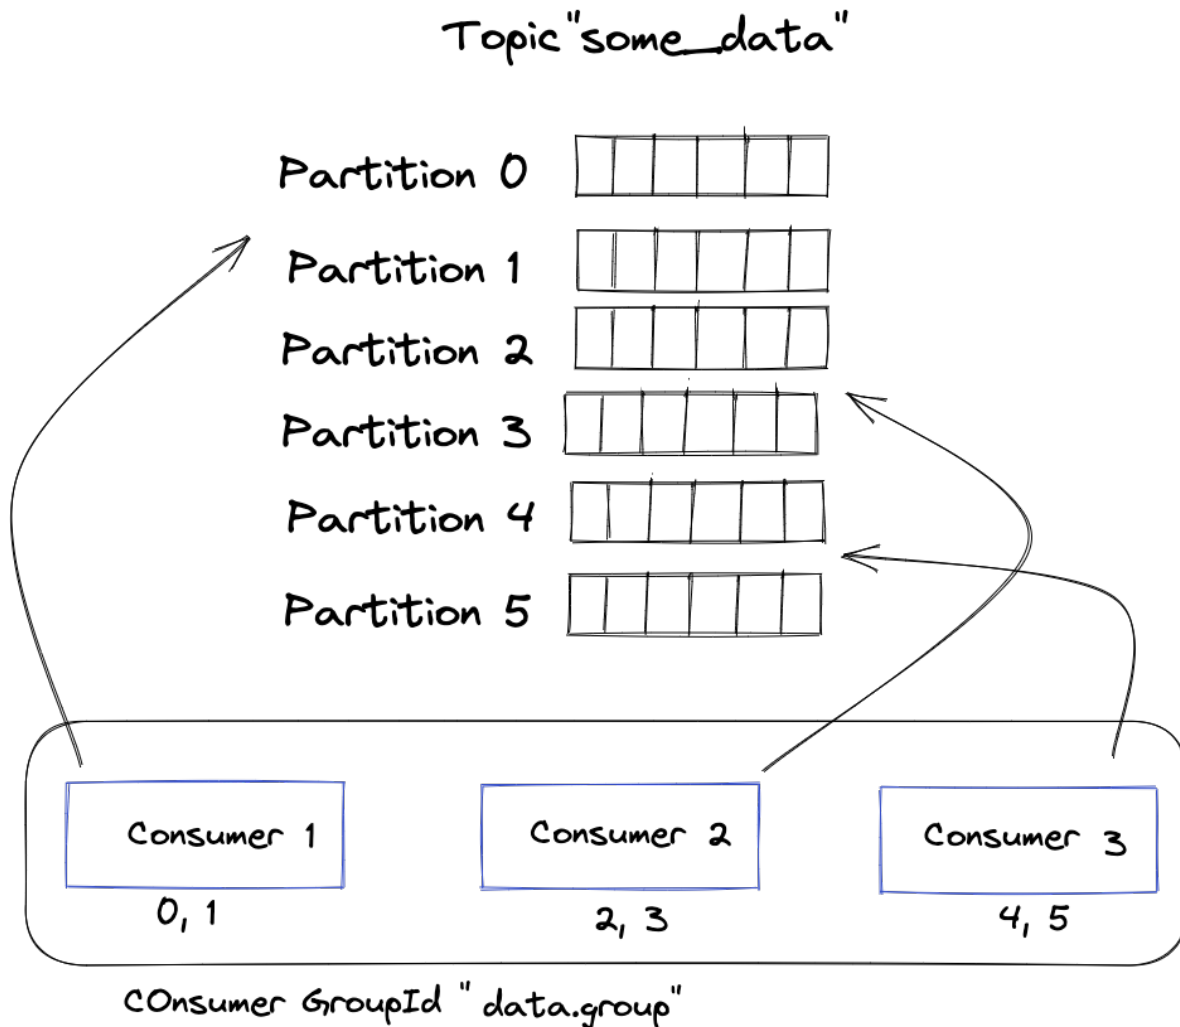 Topic "some_data"
Partition 0
Partition 1
Partition 2
Partition 3
Partition 4
Partition 5
Consumer 1
Consumer 2
Consumer 3
0, 1
2, 3
4, 5
COnsumer GroupId "data.group"